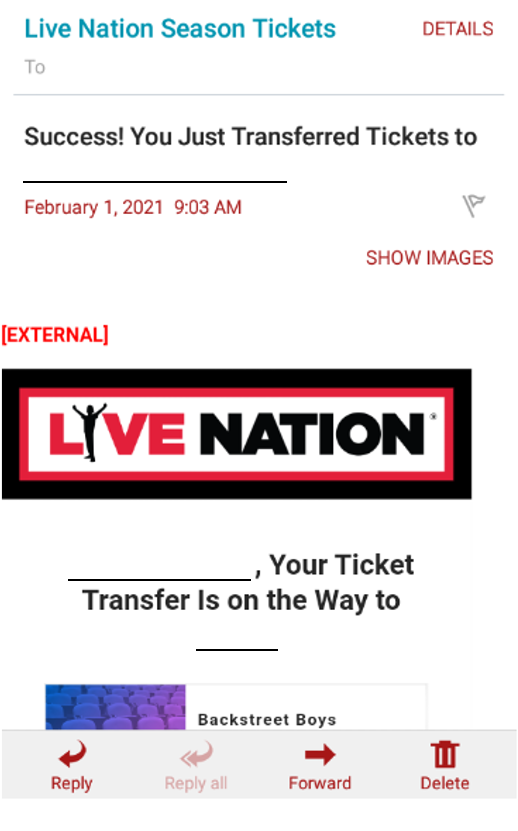 Live Nation Season Tickets
DETAILS
To
Success! You Just Transferred Tickets to
February 1, 2021 9:03 AM
SHOW IMAGES
[EXTERNAL]
LIVE NATION®
, Your Ticket
Transfer Is on the Way to
Backstreet Boys
Reply
Reply all
Forward
Delete